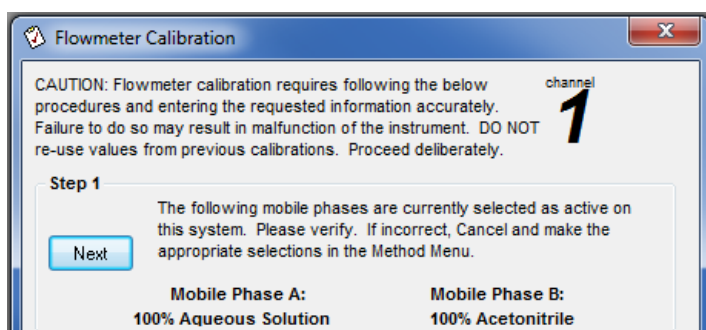 Flowmeter Calibration
CAUTION: Flowmeter calibration requires following the below
procedures and entering the requested information accurately.
Failure to do so may result in malfunction of the instrument. DO NOT
re-use values from previous calibrations. Proceed deliberately.
channel
1
Step 1
The following mobile phases are currently selected as active on
this system. Please verify. If incorrect, Cancel and make the
appropriate selections in the Method Menu.
Next
Mobile Phase A:
100% Aqueous Solution
Mobile Phase B:
100% Acetonitrile